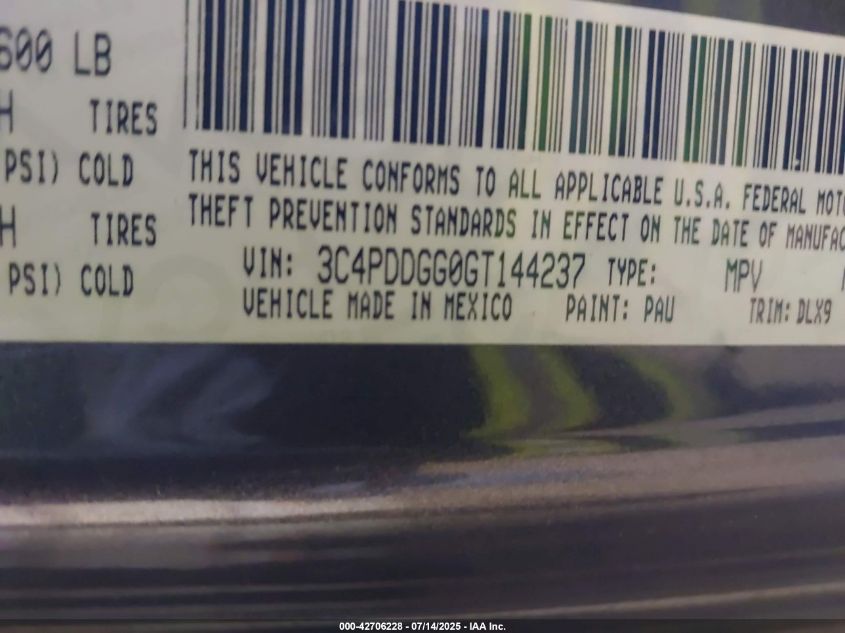 600 LB
H TIRES
PSI) COLD
H TIRES
PSI) COLD
THIS VEHICLE CONFORMS TO ALL APPLICABLE U.S.A. FEDERAL MOTO
THEFT PREVENTION STANDARDS IN EFFECT ON THE DATE OF MANUFAC
VIN: 3C4PDDGG0GT144237 TYPE: MPV
VEHICLE MADE IN MEXICO PAINT: PAU TRIM: DLX9
000-42706228 - 07/14/2025 - IAA Inc.